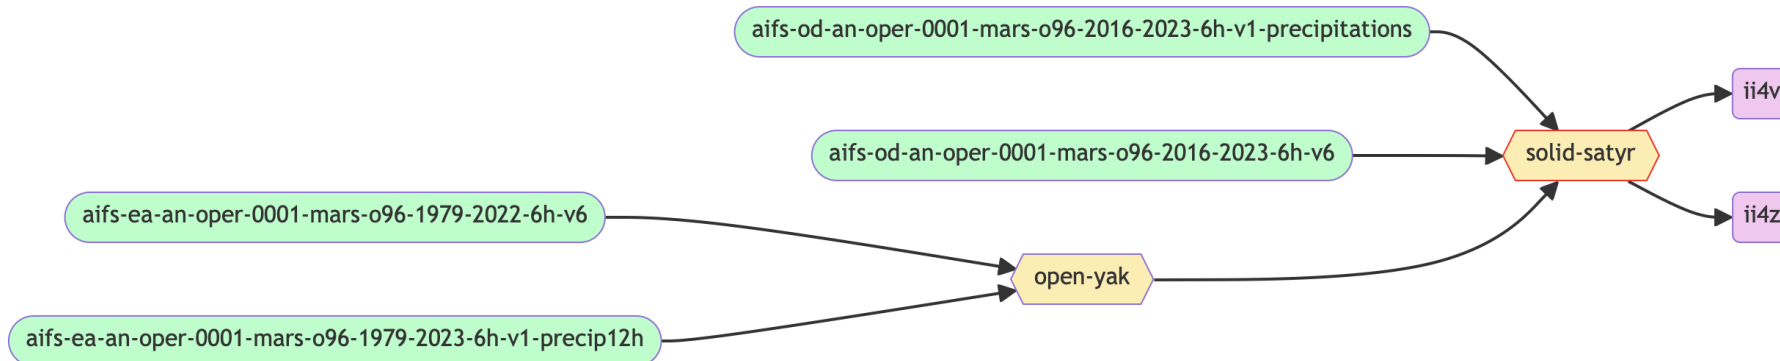 aifs-od-an-oper-0001-mars-o96-2016-2023-6h-v1-precipitations
ii4v
aifs-od-an-oper-0001-mars-o96-2016-2023-6h-v6
solid-satyr
aifs-ea-an-oper-0001-mars-o96-1979-2022-6h-v6
ii4z
open-yak
aifs-ea-an-oper-0001-mars-o96-1979-2023-6h-v1-precip12h